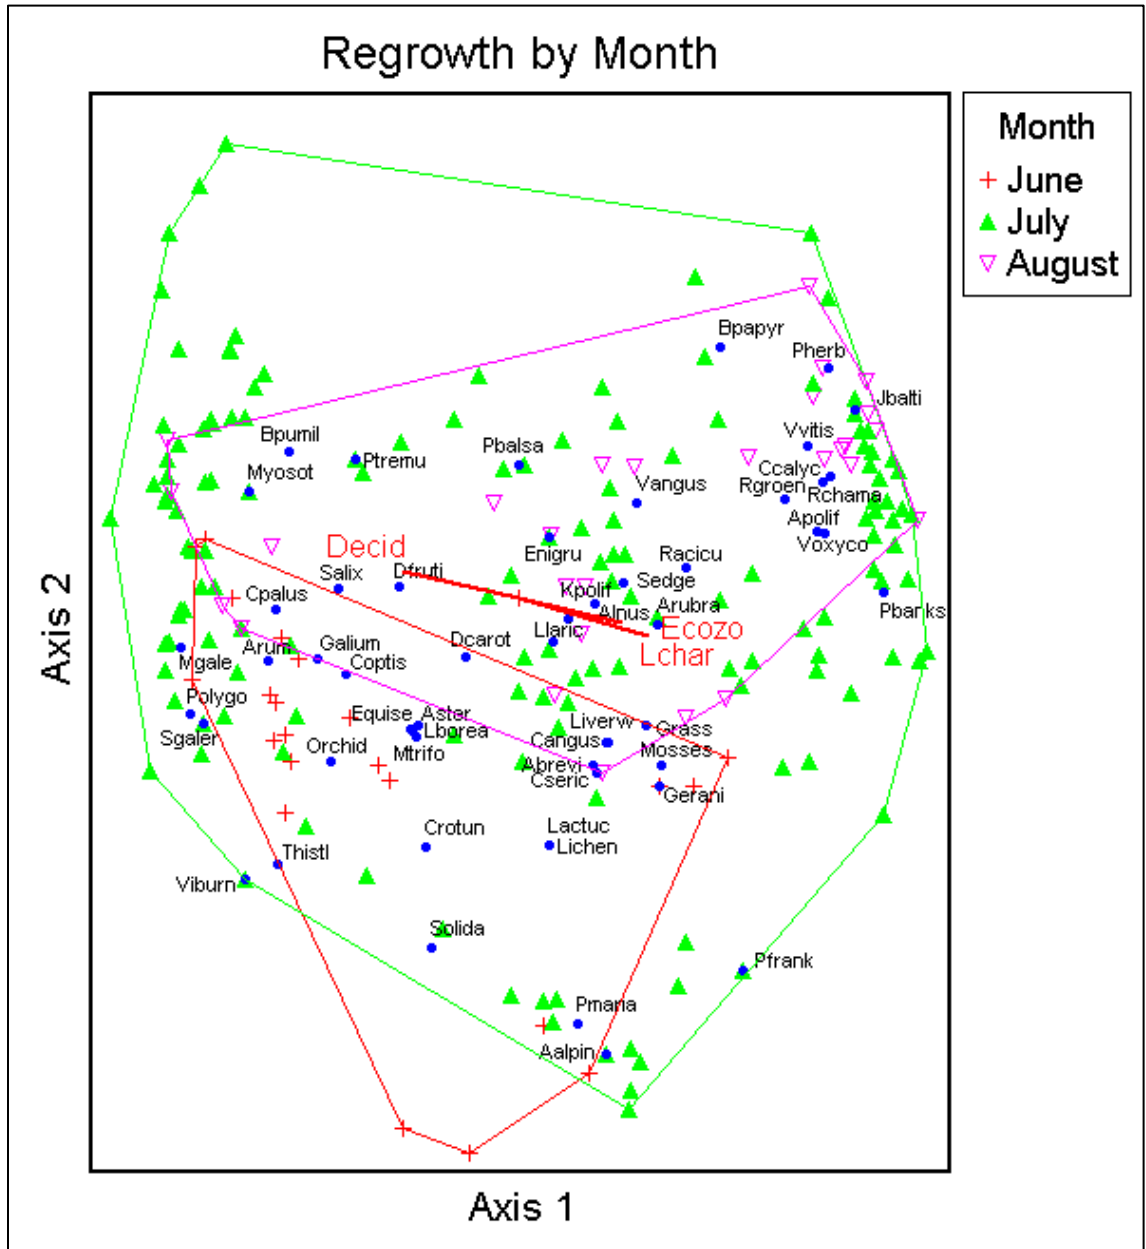 Regrowth by Month
Month
June
July
August
Bpapyr
Pherb
Jbalti
Bpumil
Vvitis
Ptremu
Pbalsa
Myosot
Ccalyc
Vangus
Rgroen
Rchama
Apolif
Voxyco
Decid
Enigru
Racicu
Salix
Dfruti
Sedge
Kpolif
Pbanks
Cpalus
Alnus
Arubra
Ecozo
Llaric
Lchar
Mgale
Arum
Galium
Coptis
Dcarot
Polygo
Sgaler
Equise
Aster
Lborea
Mtrifo
Liverw
Grass
Cangus
Mosses
Orchid
Abrevi
Cseric
Gerani
Crotun
Lactuc
Lichen
Thistl
Viburn
Solida
Pfrank
Pmaria
Aalpin
Axis 2
Axis 1